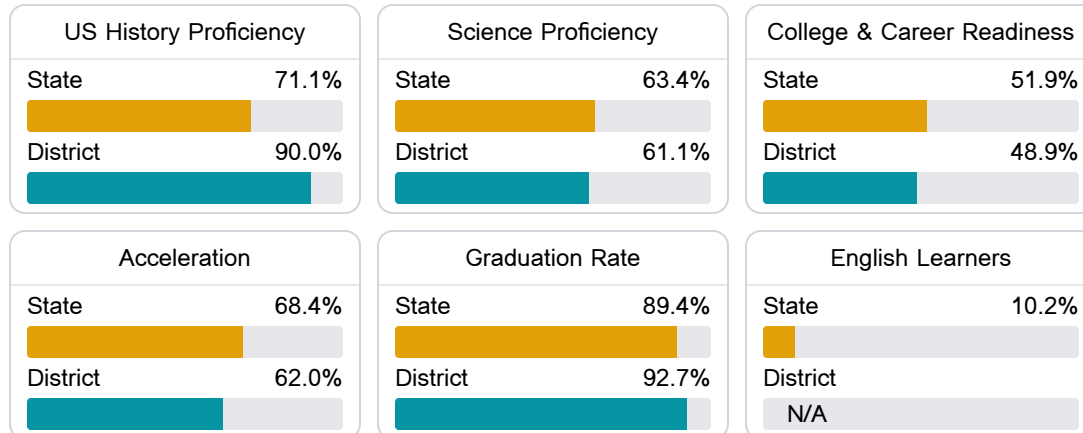 US History Proficiency
State 71.1%
District 90.0%
Science Proficiency
State 63.4%
District 61.1%
College & Career Readiness
State 51.9%
District 48.9%
Acceleration
State 68.4%
District 62.0%
Graduation Rate
State 89.4%
District 92.7%
English Learners
State 10.2%
District
N/A